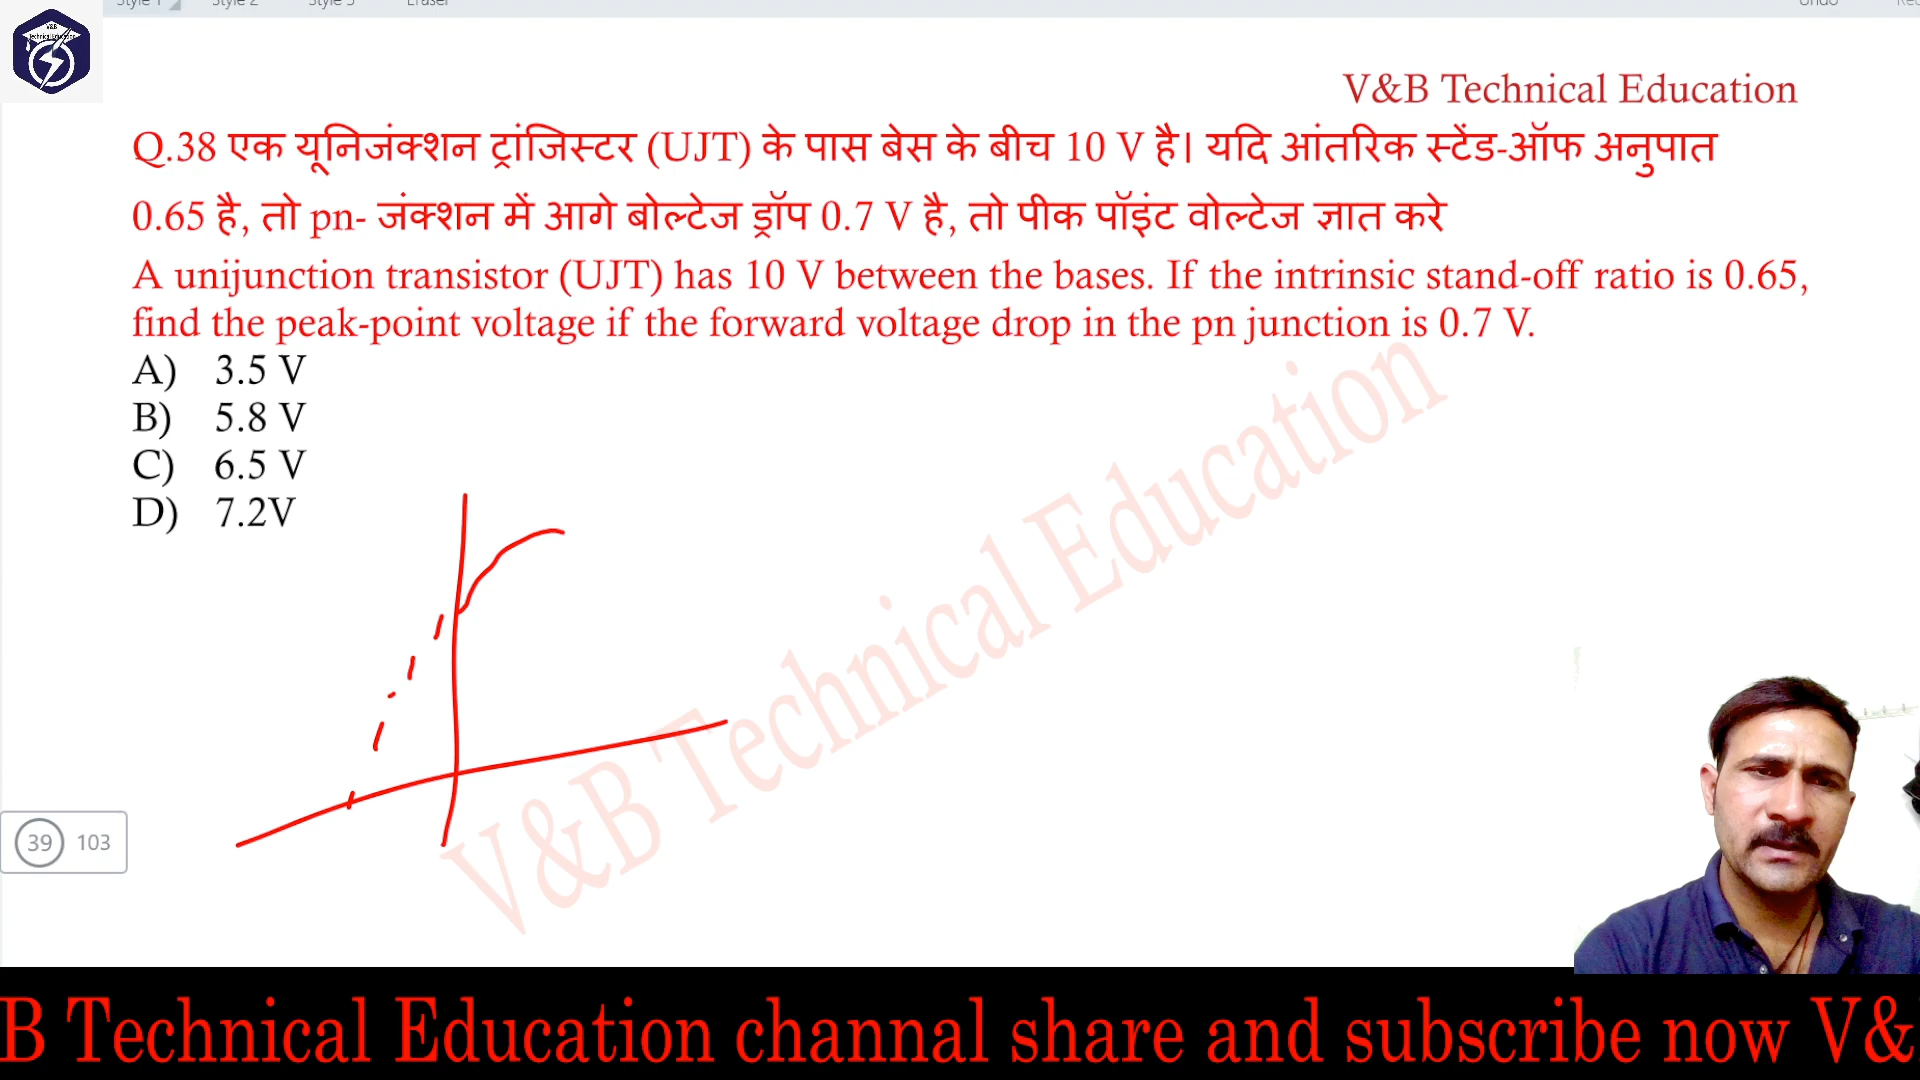 V&B Technical Education
Q.38 एक यूनिजंक्शन ट्रांजिस्टर (UJT) के पास बेस के बीच 10 V है। यदि आंतरिक स्टेंड-ऑफ अनुपात
0.65 है, तो pn- जंक्शन में आगे बोल्टेज ड्रॉप 0.7 V है, तो पीक पॉइंट वोल्टेज ज्ञात करे
A unijunction transistor (UJT) has 10 V between the bases. If the intrinsic stand-off ratio is 0.65,
find the peak-point voltage if the forward voltage drop in the pn junction is 0.7 V.
A) 3.5 V
B) 5.8 V
C) 6.5 V
D) 7.2V
V&B Technical Education
39 103
B Technical Education channal share and subscribe now V&